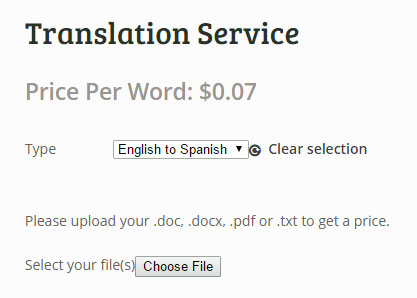 Translation Service
Price Per Word: $0.07
Type English to Spanish Clear selection
Please upload your .doc, .docx, .pdf or .txt to get a price.
Select your file(s) Choose File